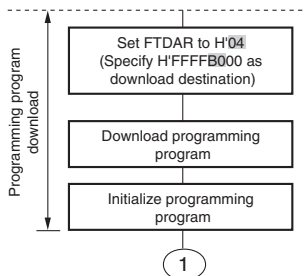 Programming program
download
Set FTDAR to H'04
(Specify H'FFFFB000 as
download destination)
Download programming
program
Initialize programming
program
1